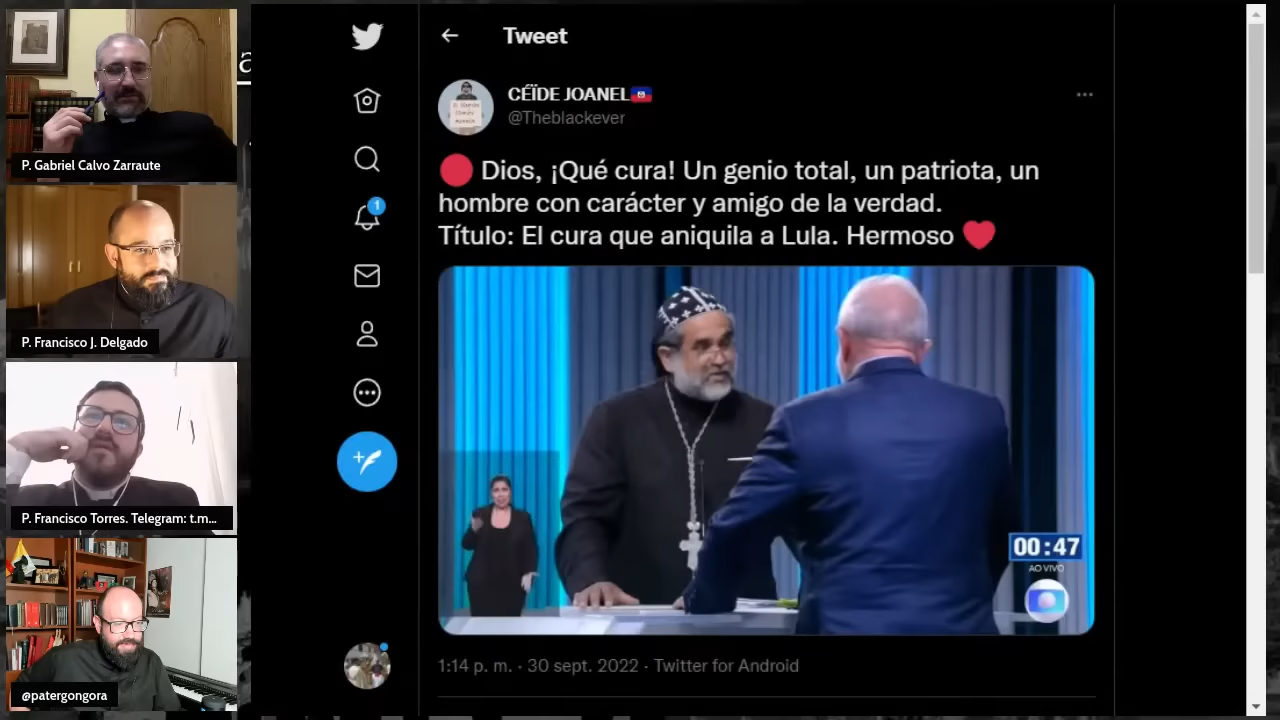 P. Gabriel Calvo Zarraute
P. Francisco J. Delgado
P. Francisco Torres. Telegram: t.m...
@patergongora
a
Tweet
CÉÏDE JOANEL
@Theblackever
Dios, ¡Qué cura! Un genio total, un patriota, un
hombre con carácter y amigo de la verdad.
Título: El cura que aniquila a Lula. Hermoso
1
00:47
AO VIVO
1:14 p. m. · 30 sept. 2022 · Twitter for Android